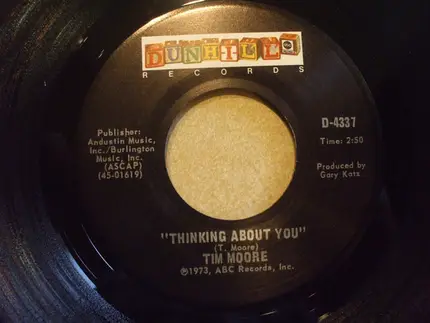 DUNHILL
RECORDS
D-4337
Publisher:
Andustin Music,
Inc./Burlington
Music, Inc.
(ASCAP)
(45-01619)
Time: 2:50
Produced by
Gary Katz
"THINKING ABOUT YOU"
(T. Moore)
TIM MOORE
℗1973, ABC Records, Inc.